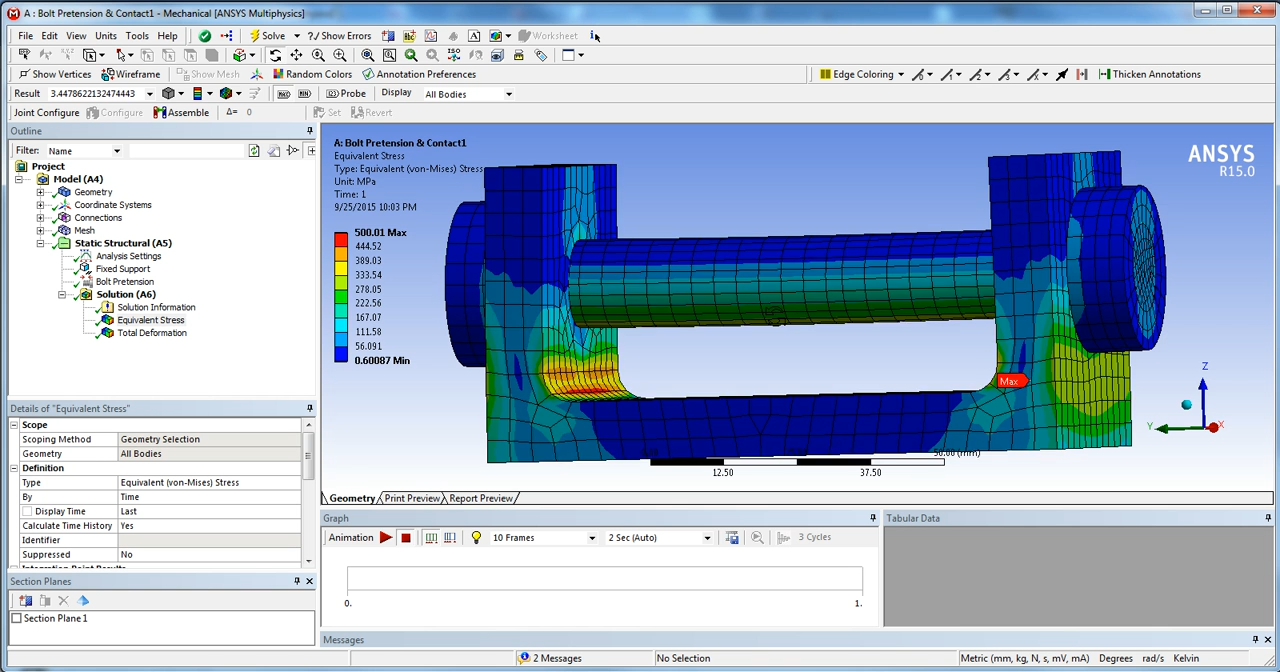 A : Bolt Pretension & Contact1 - Mechanical [ANSYS Multiphysics]
File Edit View Units Tools Help Solve ?/ Show Errors Worksheet
Show Vertices Wireframe Show Mesh Random Colors Annotation Preferences Edge Coloring Thicken Annotations
Result 3.4478622132474443 Probe Display All Bodies
Joint Configure Configure Assemble Δ= 0 Set Revert
Outline
Filter: Name
Project
Model (A4)
Geometry
Coordinate Systems
Connections
Mesh
Static Structural (A5)
Analysis Settings
Fixed Support
Bolt Pretension
Solution (A6)
Solution Information
Equivalent Stress
Total Deformation
Details of "Equivalent Stress"
Scope
Scoping Method Geometry Selection
Geometry All Bodies
Definition
Type Equivalent (von-Mises) Stress
By Time
Display Time Last
Calculate Time History Yes
Identifier
Suppressed No
Integration Point Results
Section Planes
Section Plane 1
A: Bolt Pretension & Contact1
Equivalent Stress
Type: Equivalent (von-Mises) Stress
Unit: MPa
Time: 1
9/25/2015 10:03 PM
500.01 Max
444.52
389.03
333.54
278.05
222.56
167.07
111.58
56.091
0.60087 Min
ANSYS
R15.0
Max
Z
Y
X
50.00 (mm)
12.50 37.50
Geometry Print Preview Report Preview
Graph
Animation 10 Frames 2 Sec (Auto) 3 Cycles
0. 1.
Tabular Data
Messages
2 Messages No Selection Metric (mm, kg, N, s, mV, mA) Degrees rad/s Kelvin